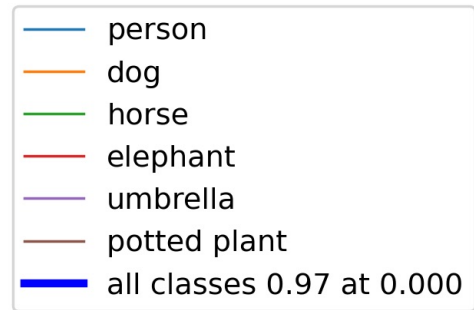 person
dog
horse
elephant
umbrella
potted plant
all classes 0.97 at 0.000